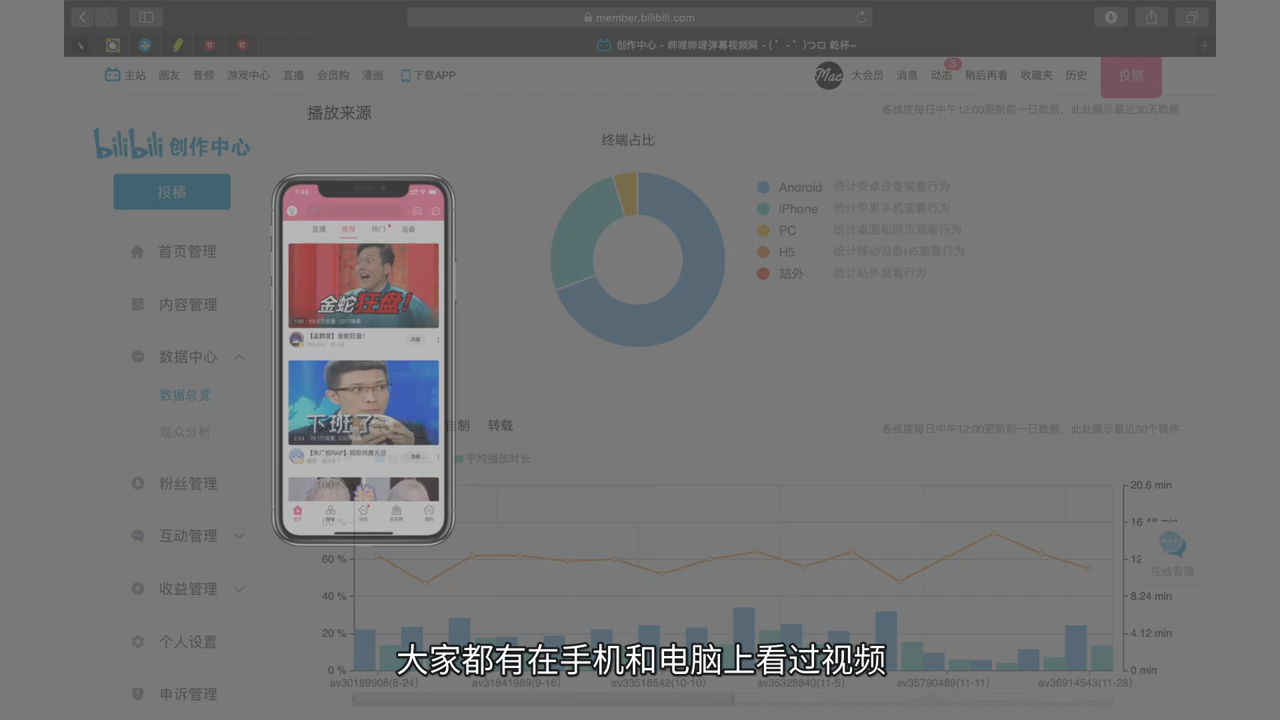 member.bilibili.com
创作中心 - 哔哩哔哩弹幕视频网 - ( ゜- ゜)つロ 乾杯~
主站 画友 音频 游戏中心 直播 会员购 漫画 下载APP
Mac 大会员 消息 动态 3 稍后再看 收藏夹 历史 投稿
播放来源
各维度每日中午12:00更新前一日数据，此处展示最近30天数据
终端占比
bilibili 创作中心
投稿
首页管理
内容管理
数据中心
数据总览
观众分析
粉丝管理
互动管理
收益管理
个人设置
申诉管理
Android 统计安卓设备观看行为
iPhone 统计苹果手机观看行为
PC 统计桌面和网页观看行为
H5 统计移动设备H5观看行为
站外 统计站外观看行为
7:46
直播 推荐 热门 追番
金蛇狂盘!
下班了
自制 转载
各维度每日中午12:00更新前一日数据，此处展示最近30个稿件
平均播放时长
60 %
40 %
20 %
0 %
20.6 min
16.48 min
12
8.24 min
4.12 min
0 min
在线客服
av30189908(8-24) av31841989(9-16) av33516542(10-10) av35328840(11-5) av35790489(11-11) av36914543(11-28)
大家都有在手机和电脑上看过视频